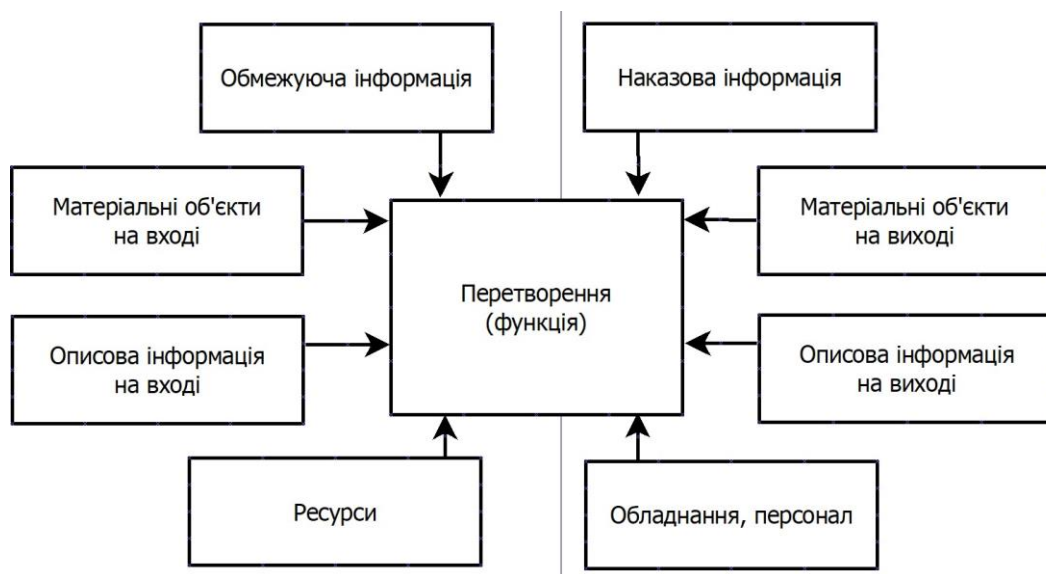 Обмежуюча інформація
Наказова інформація
Матеріальні об'єкти
на вході
Матеріальні об'єкти
на виході
Перетворення
(функція)
Описова інформація
на вході
Описова інформація
на виході
Ресурси
Обладнання, персонал